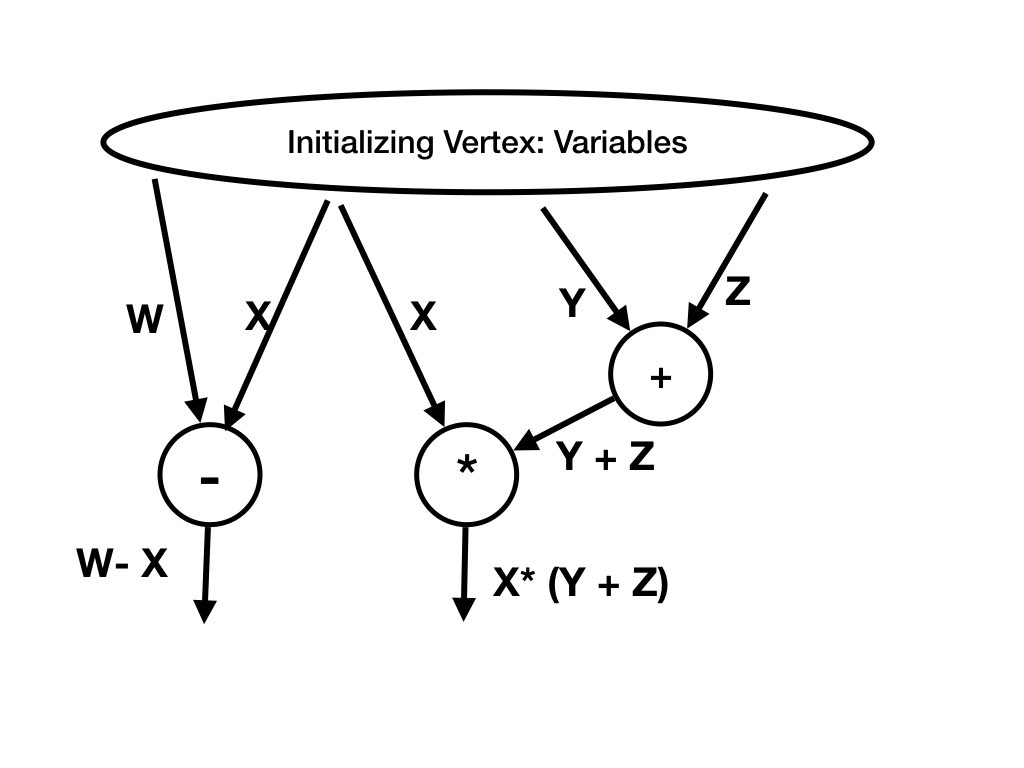 Initializing Vertex: Variables
W
X
X
Y
Z
+
Y + Z
-
*
W- X
X* (Y + Z)